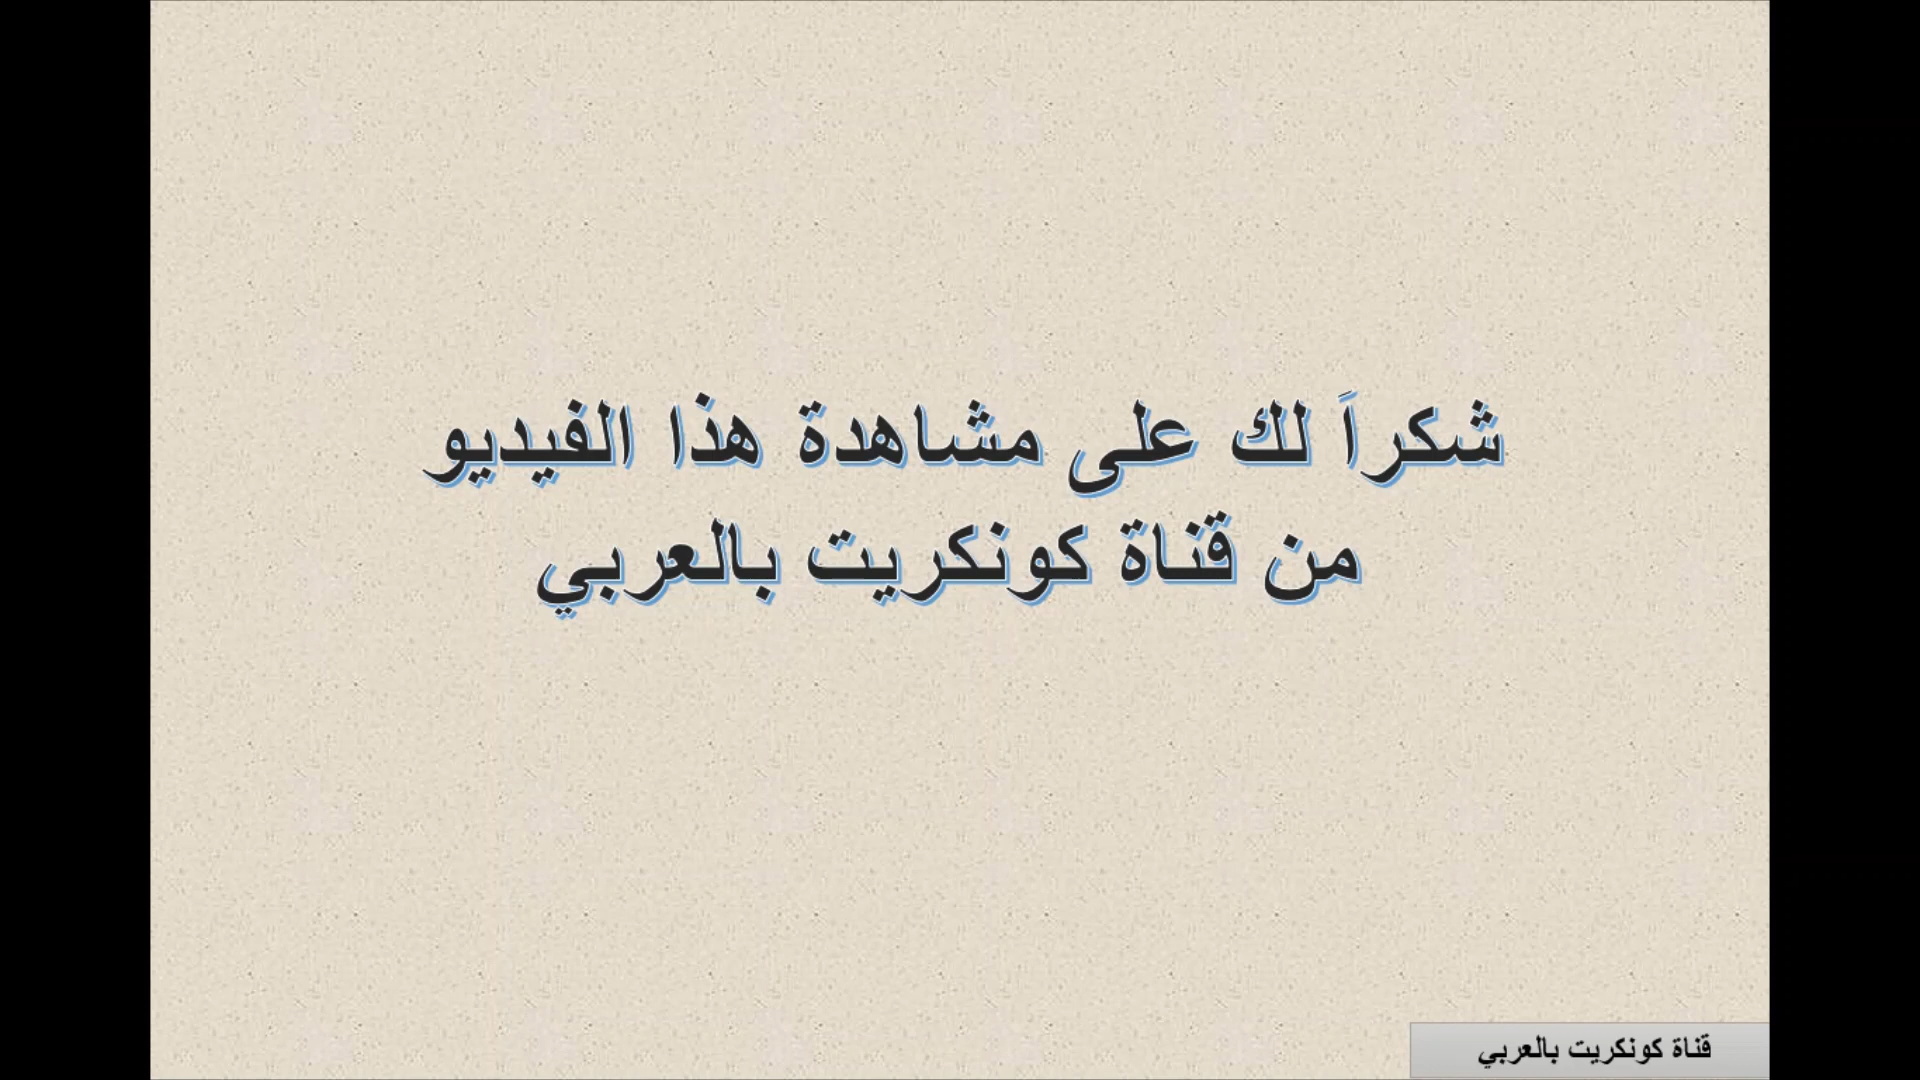 شكراً لك على مشاهدة هذا الفيديو
من قناة كونكريت بالعربي
قناة كونكريت بالعربي